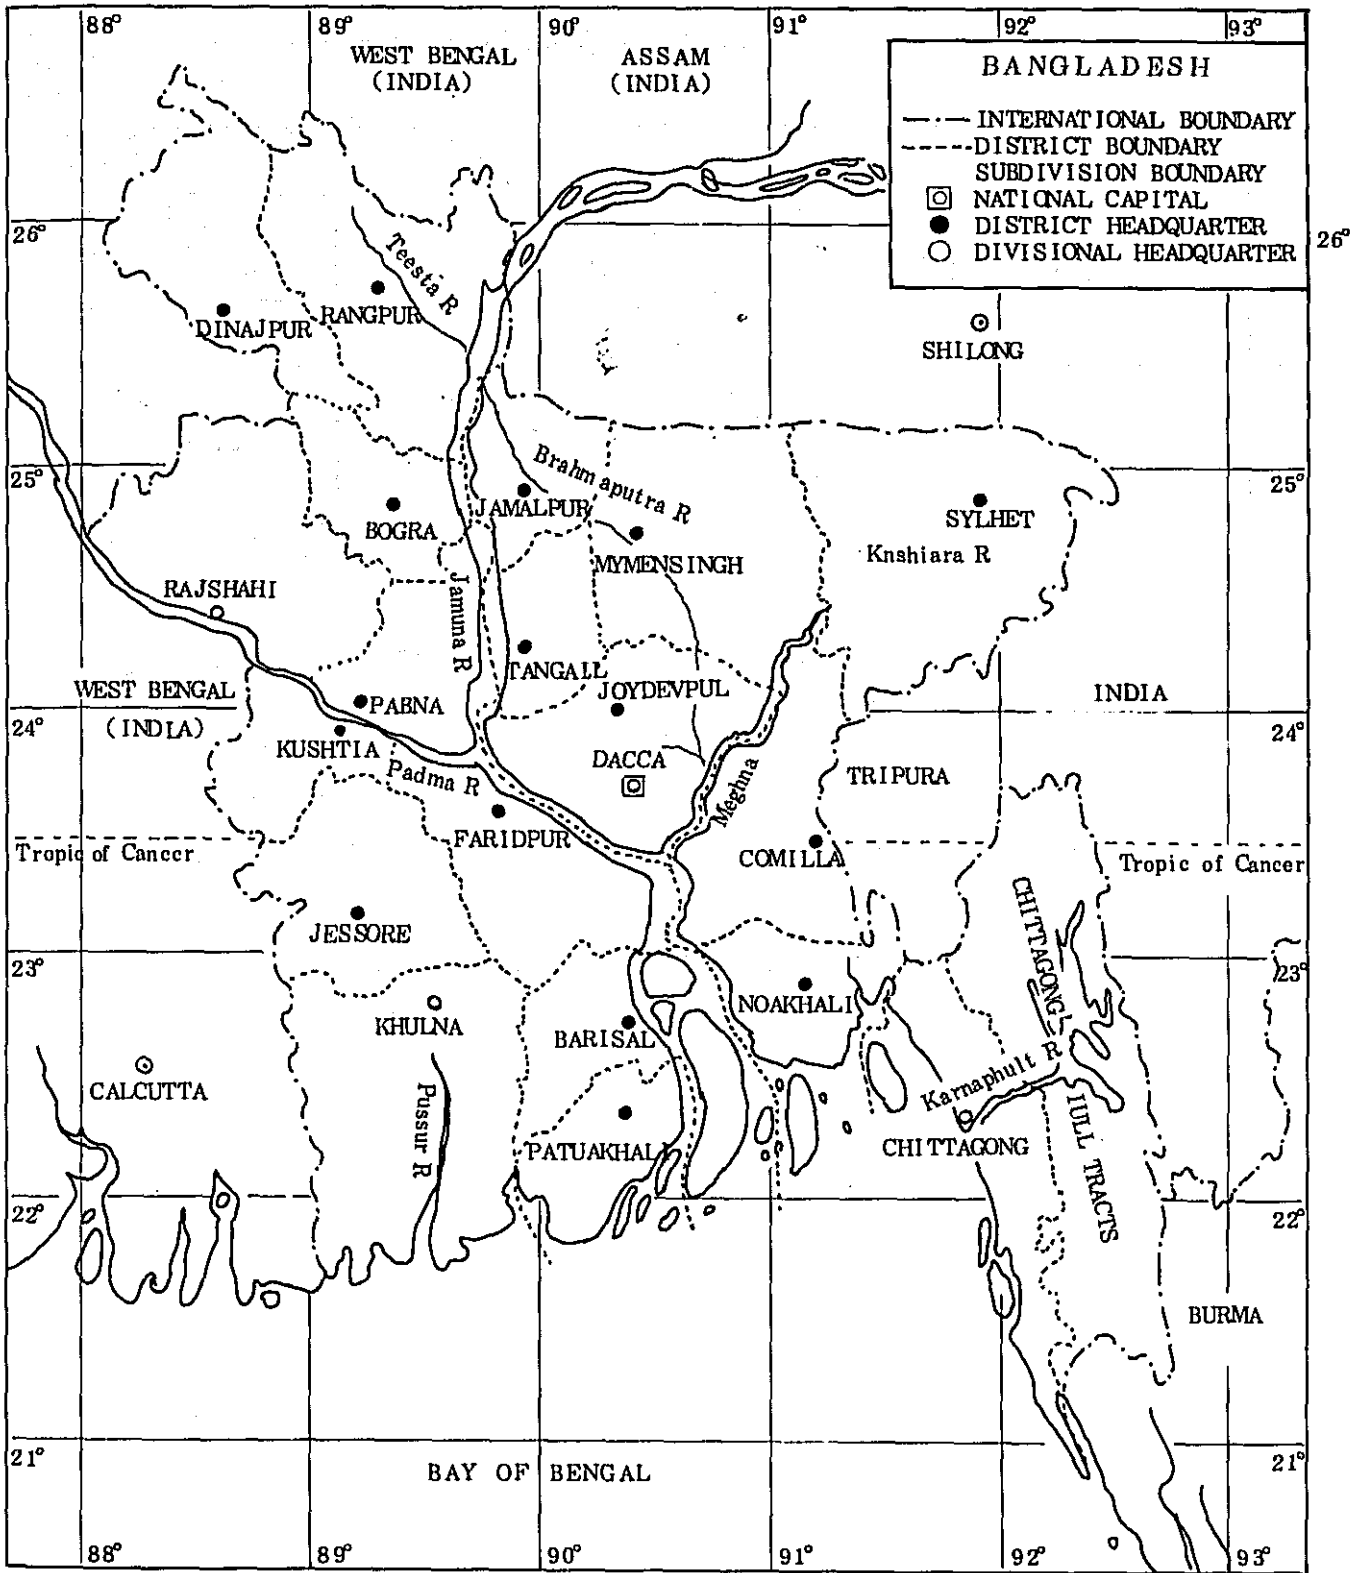 88° 89° 90° 91° 92° 93°
WEST BENGAL
(INDIA)
ASSAM
(INDIA)
BANGLADESH
INTERNATIONAL BOUNDARY
DISTRICT BOUNDARY
SUBDIVISION BOUNDARY
NATIONAL CAPITAL
DISTRICT HEADQUARTER
DIVISIONAL HEADQUARTER
26° 26°
Teesta R
DINAJPUR
RANGPUR
SHILONG
25° 25°
Brahmaputra R
JAMALPUR
BOGRA
SYLHET
MYMENSINGH
Knshiara R
RAJSHAHI
Jamuna R
TANGAIL
JOYDEVPUL
WEST BENGAL
(INDIA)
PABNA
INDIA
24° 24°
KUSHTIA
Padma R
DACCA
Meghna
TRIPURA
FARIDPUR
COMILLA
Tropic of Cancer
Tropic of Cancer
JESSORE
CHITTAGONG
23° 23°
NOAKHALI
KHULNA
BARISAL
CALCUTTA
Pussur R
Karnaphult R
PATUAKHALI
CHITTAGONG
IULL TRACTS
22° 22°
BURMA
21° 21°
BAY OF BENGAL
88° 89° 90° 91° 92° 93°